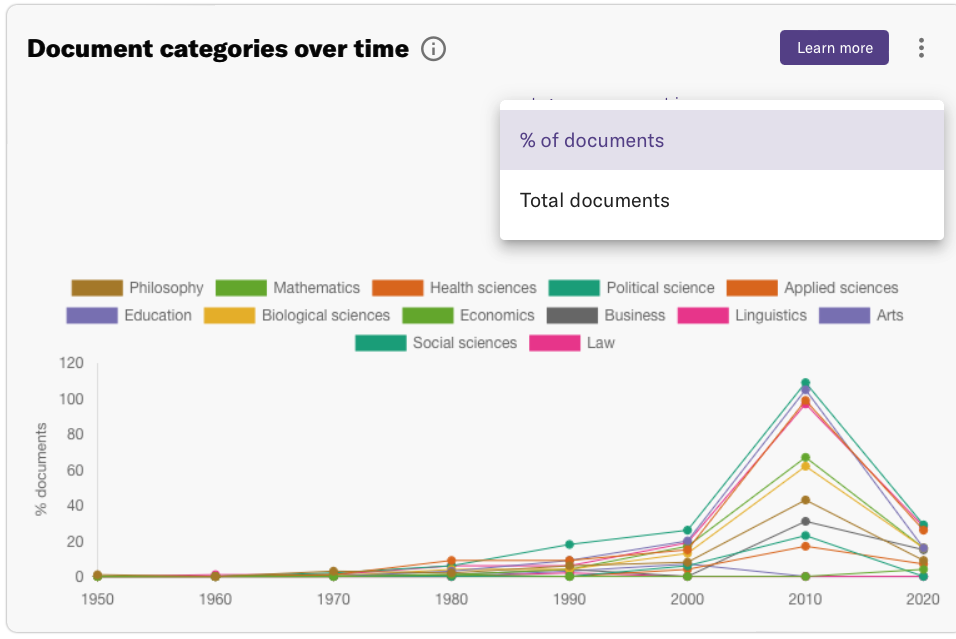 Document categories over time
Learn more
% of documents
Total documents
Philosophy Mathematics Health sciences Political science Applied sciences
Education Biological sciences Economics Business Linguistics Arts
Social sciences Law
120
100
80
60
40
20
0
% documents
1950 1960 1970 1980 1990 2000 2010 2020